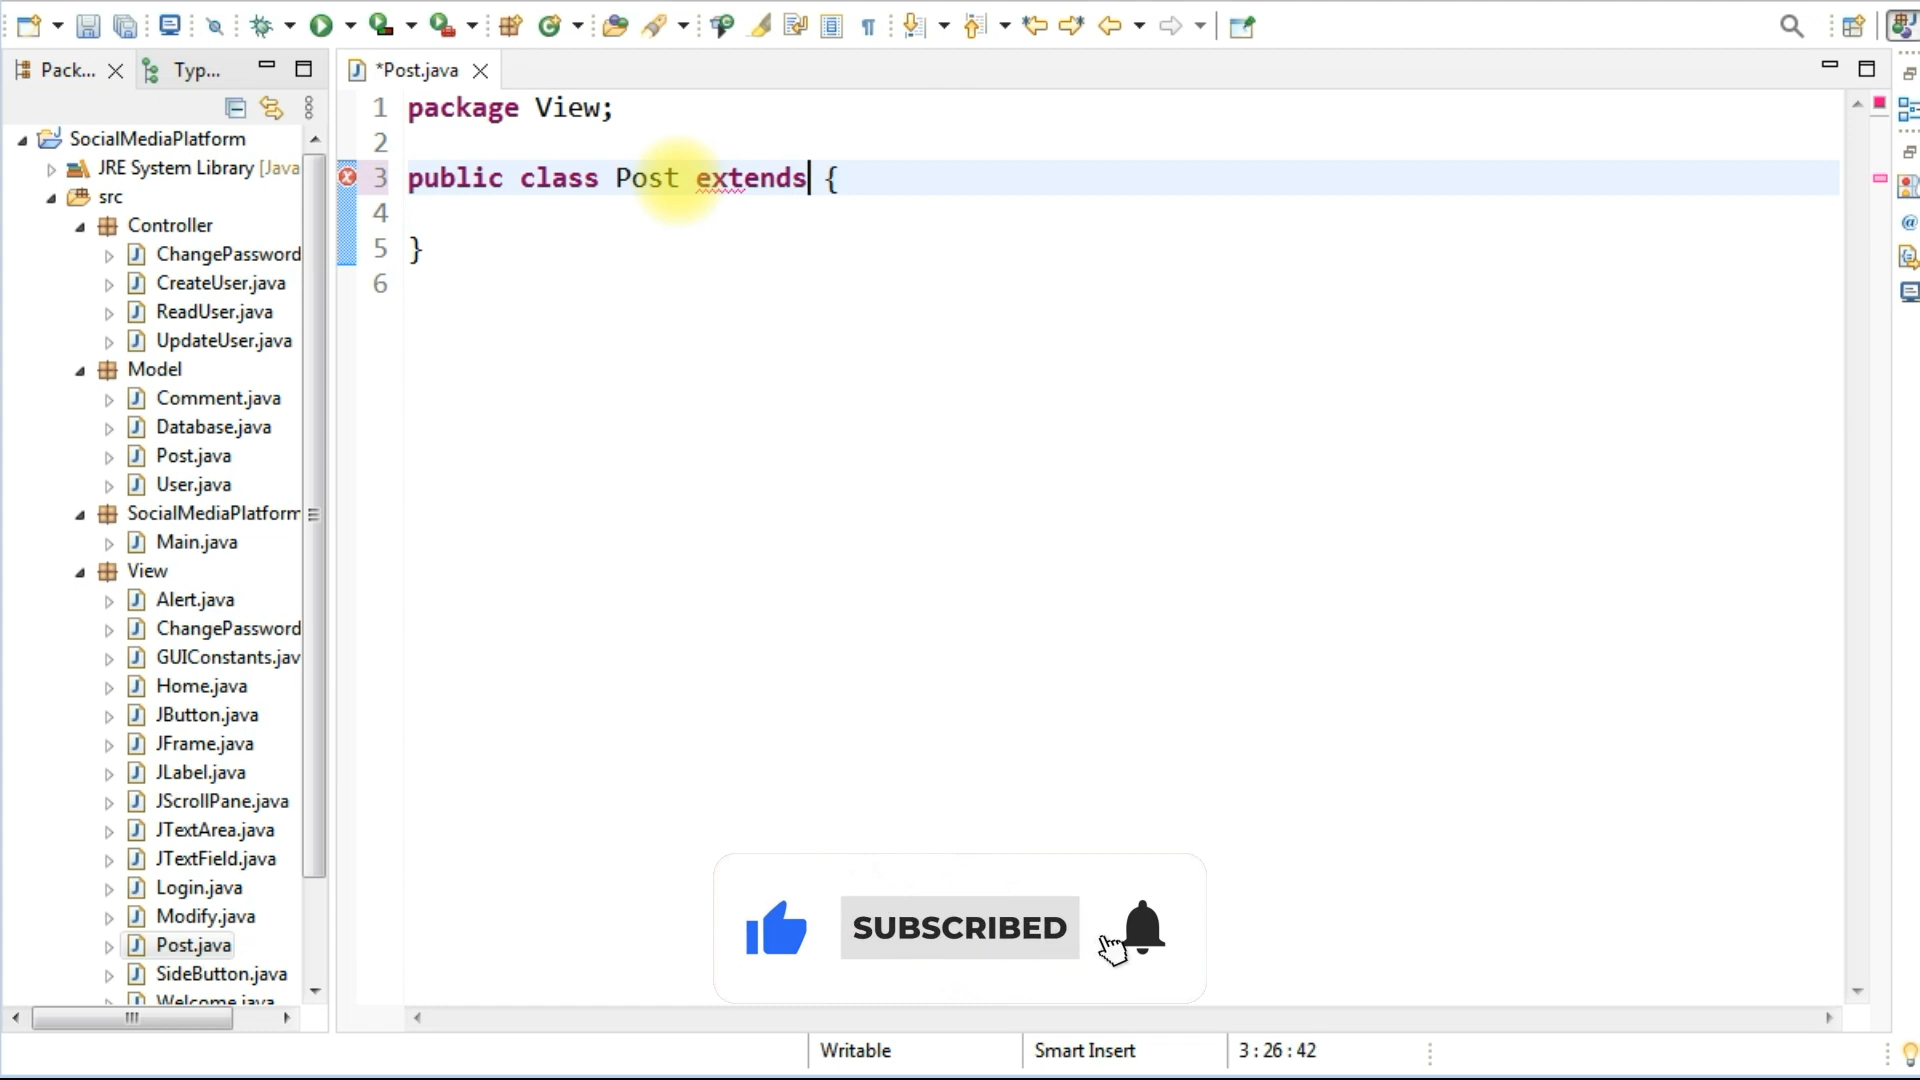 Pack...
Typ...
*Post.java
SocialMediaPlatform
JRE System Library [Java
src
Controller
ChangePassword
CreateUser.java
ReadUser.java
UpdateUser.java
Model
Comment.java
Database.java
Post.java
User.java
SocialMediaPlatform
Main.java
View
Alert.java
ChangePassword
GUIConstants.jav
Home.java
JButton.java
JFrame.java
JLabel.java
JScrollPane.java
JTextArea.java
JTextField.java
Login.java
Modify.java
Post.java
SideButton.java
Welcome.java
1 package View;
2
3 public class Post extends {
4
5 }
6
SUBSCRIBED
Writable
Smart Insert
3 : 26 : 42